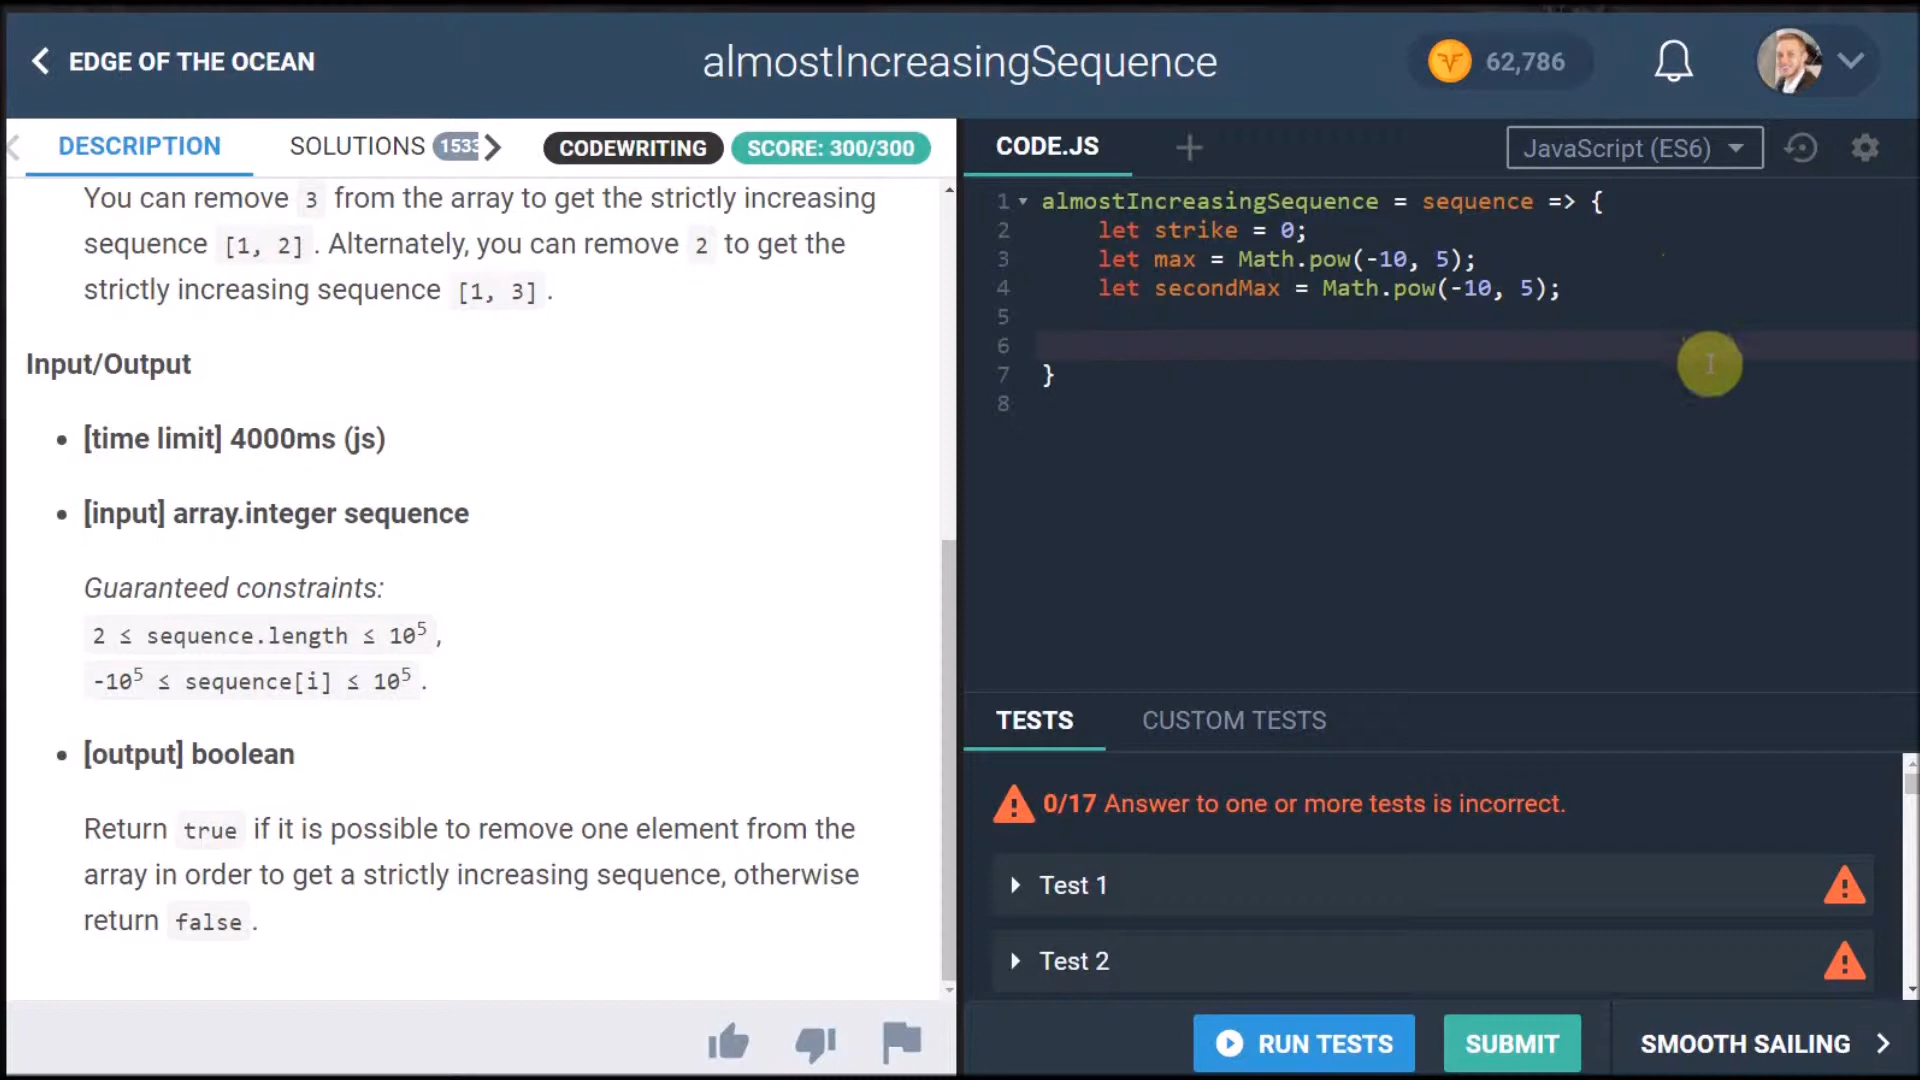 EDGE OF THE OCEAN
almostIncreasingSequence
62,786
DESCRIPTION
SOLUTIONS 1533
CODEWRITING
SCORE: 300/300
You can remove 3 from the array to get the strictly increasing
sequence [1, 2]. Alternately, you can remove 2 to get the
strictly increasing sequence [1, 3].
Input/Output
• [time limit] 4000ms (js)
• [input] array.integer sequence
Guaranteed constraints:
2 ≤ sequence.length ≤ 10⁵,
-10⁵ ≤ sequence[i] ≤ 10⁵.
• [output] boolean
Return true if it is possible to remove one element from the
array in order to get a strictly increasing sequence, otherwise
return false.
CODE.JS
JavaScript (ES6)
1 almostIncreasingSequence = sequence => {
2 let strike = 0;
3 let max = Math.pow(-10, 5);
4 let secondMax = Math.pow(-10, 5);
5
6
7 }
8
TESTS
CUSTOM TESTS
0/17 Answer to one or more tests is incorrect.
Test 1
Test 2
RUN TESTS
SUBMIT
SMOOTH SAILING